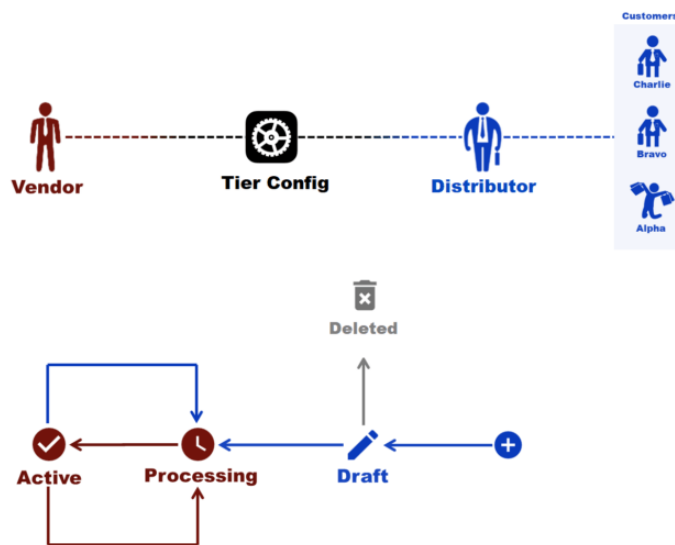 Customers
Charlie
Bravo
Alpha
Vendor
Tier Config
Distributor
Deleted
Active
Processing
Draft